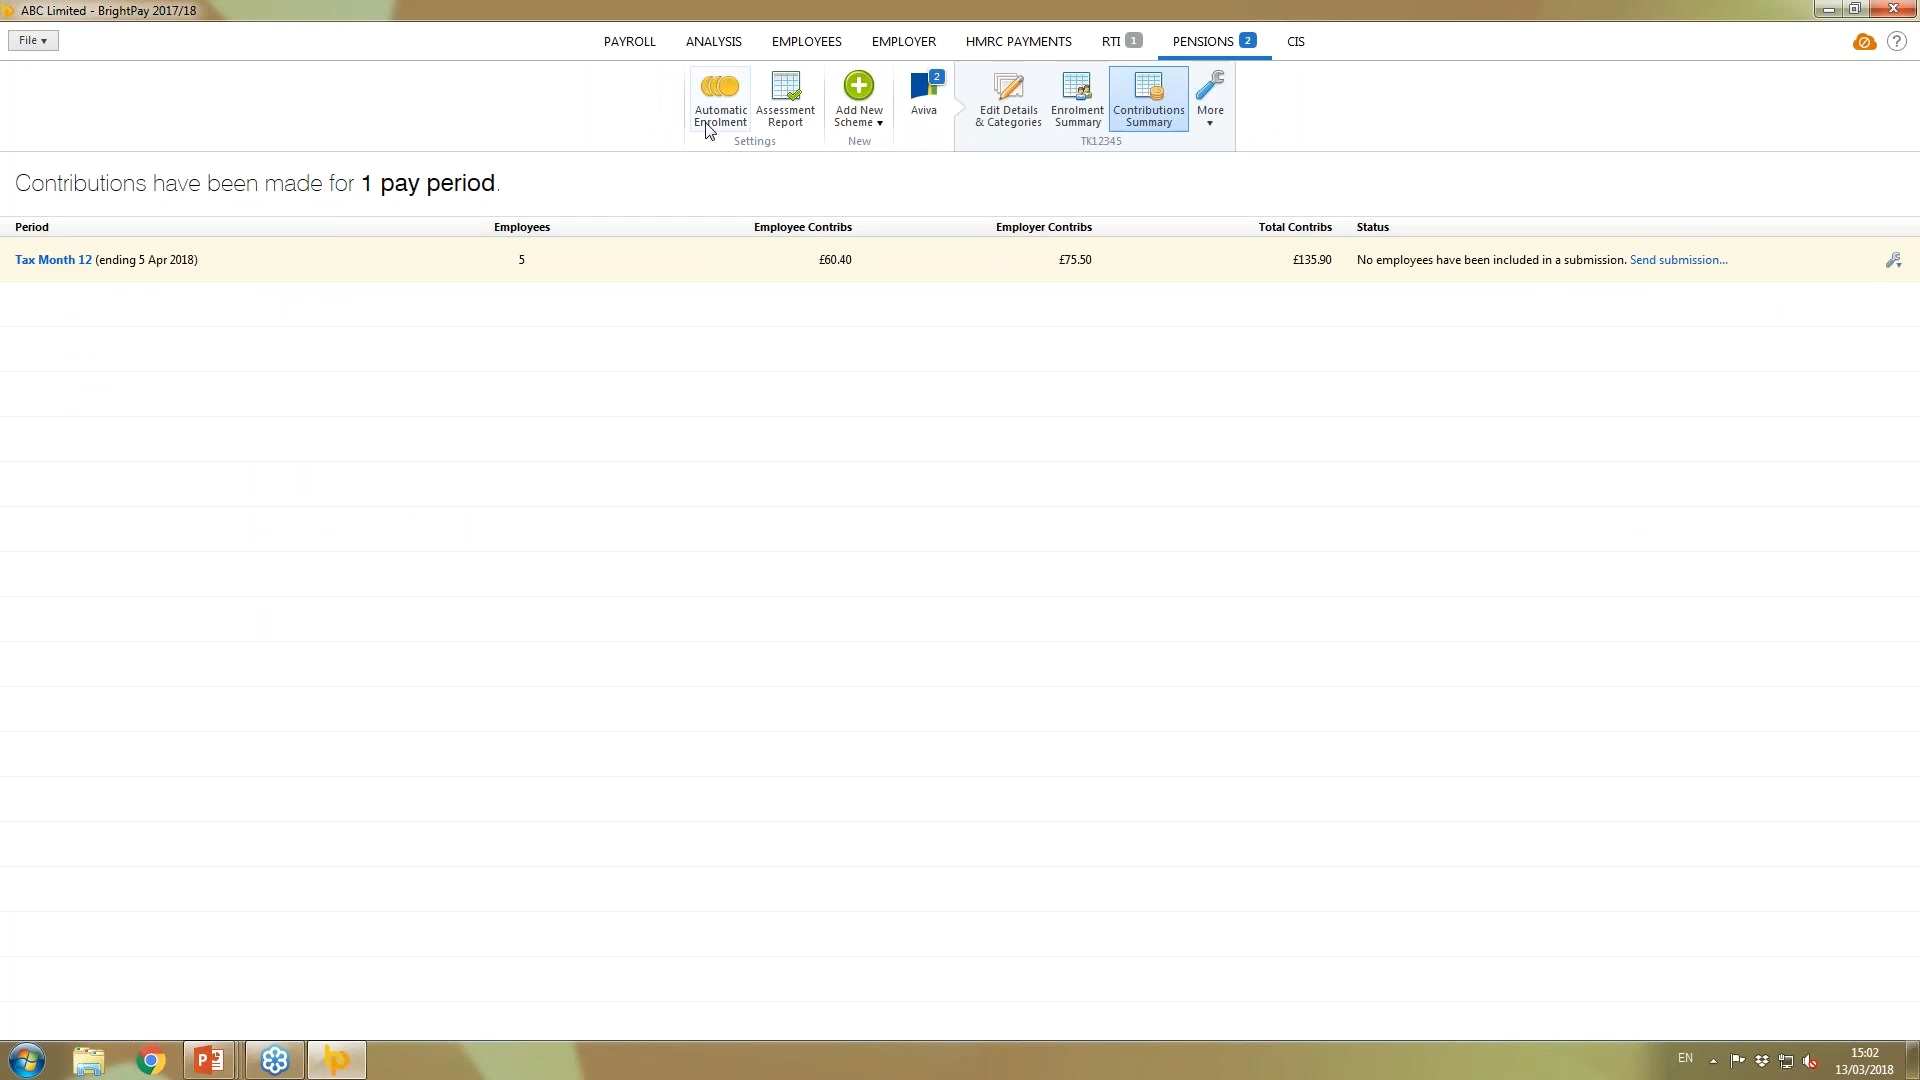 ABC Limited - BrightPay 2017/18
File
PAYROLL ANALYSIS EMPLOYEES EMPLOYER HMRC PAYMENTS RTI 1 PENSIONS 2 CIS
?
Automatic Enrolment
Assessment Report
Settings
Add New Scheme
New
2
Aviva
Edit Details & Categories
Enrolment Summary
Contributions Summary
More
TK12345
Contributions have been made for 1 pay period.
Period Employees Employee Contribs Employer Contribs Total Contribs Status
Tax Month 12 (ending 5 Apr 2018) 5 £60.40 £75.50 £135.90 No employees have been included in a submission. Send submission...
EN
15:02
13/03/2018